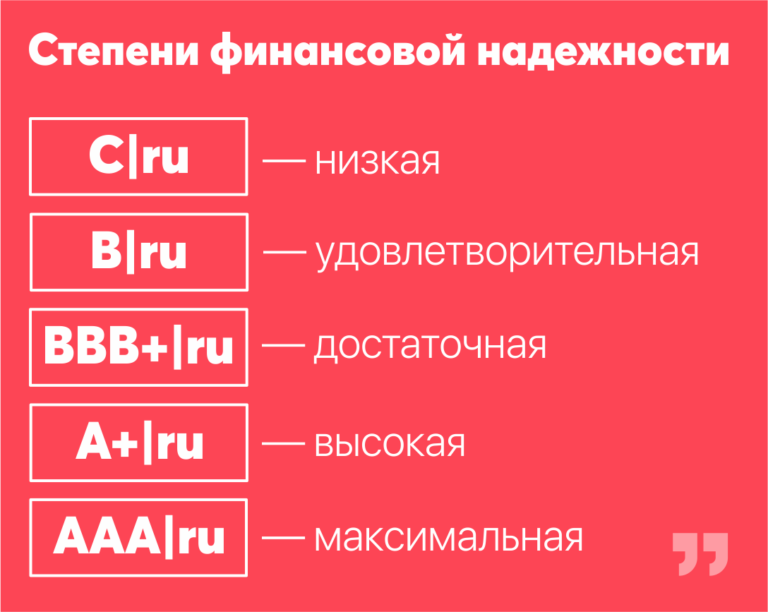 Степени финансовой надежности
C|ru — низкая
B|ru — удовлетворительная
BBB+|ru — достаточная
A+|ru — высокая
AAA|ru — максимальная